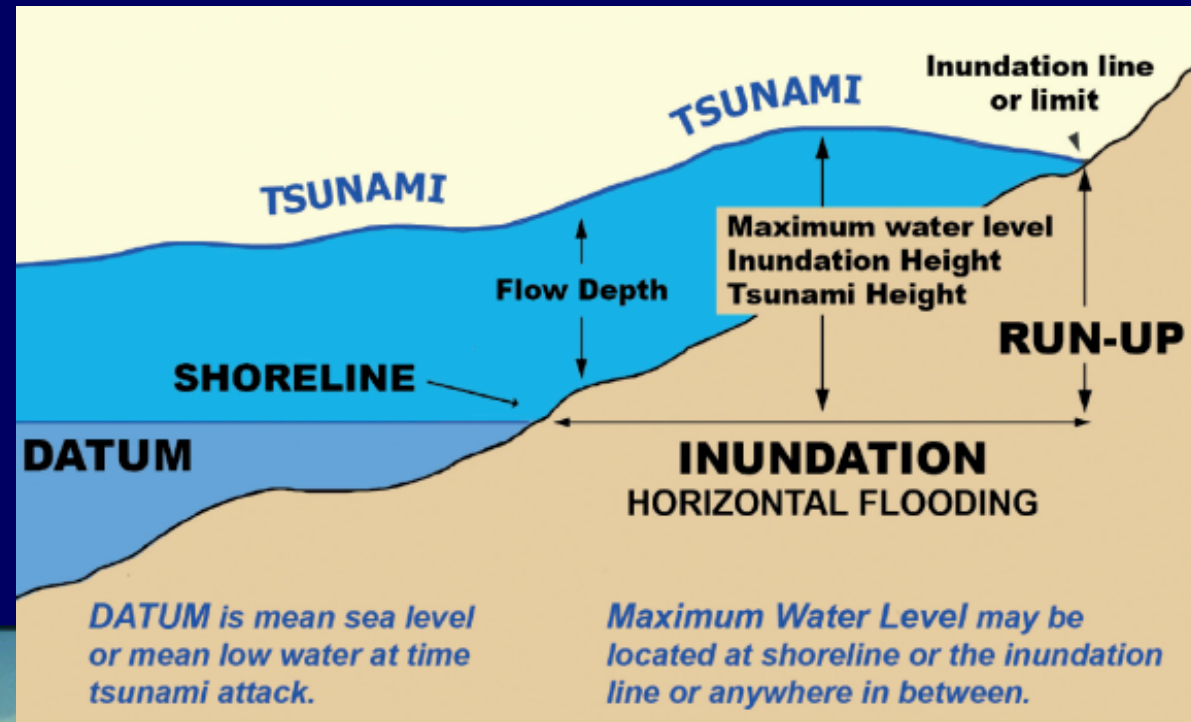 Inundation line
or limit
TSUNAMI
TSUNAMI
Maximum water level
Inundation Height
Tsunami Height
Flow Depth
RUN-UP
SHORELINE
DATUM
INUNDATION
HORIZONTAL FLOODING
DATUM is mean sea level
or mean low water at time
tsunami attack.
Maximum Water Level may be
located at shoreline or the inundation
line or anywhere in between.